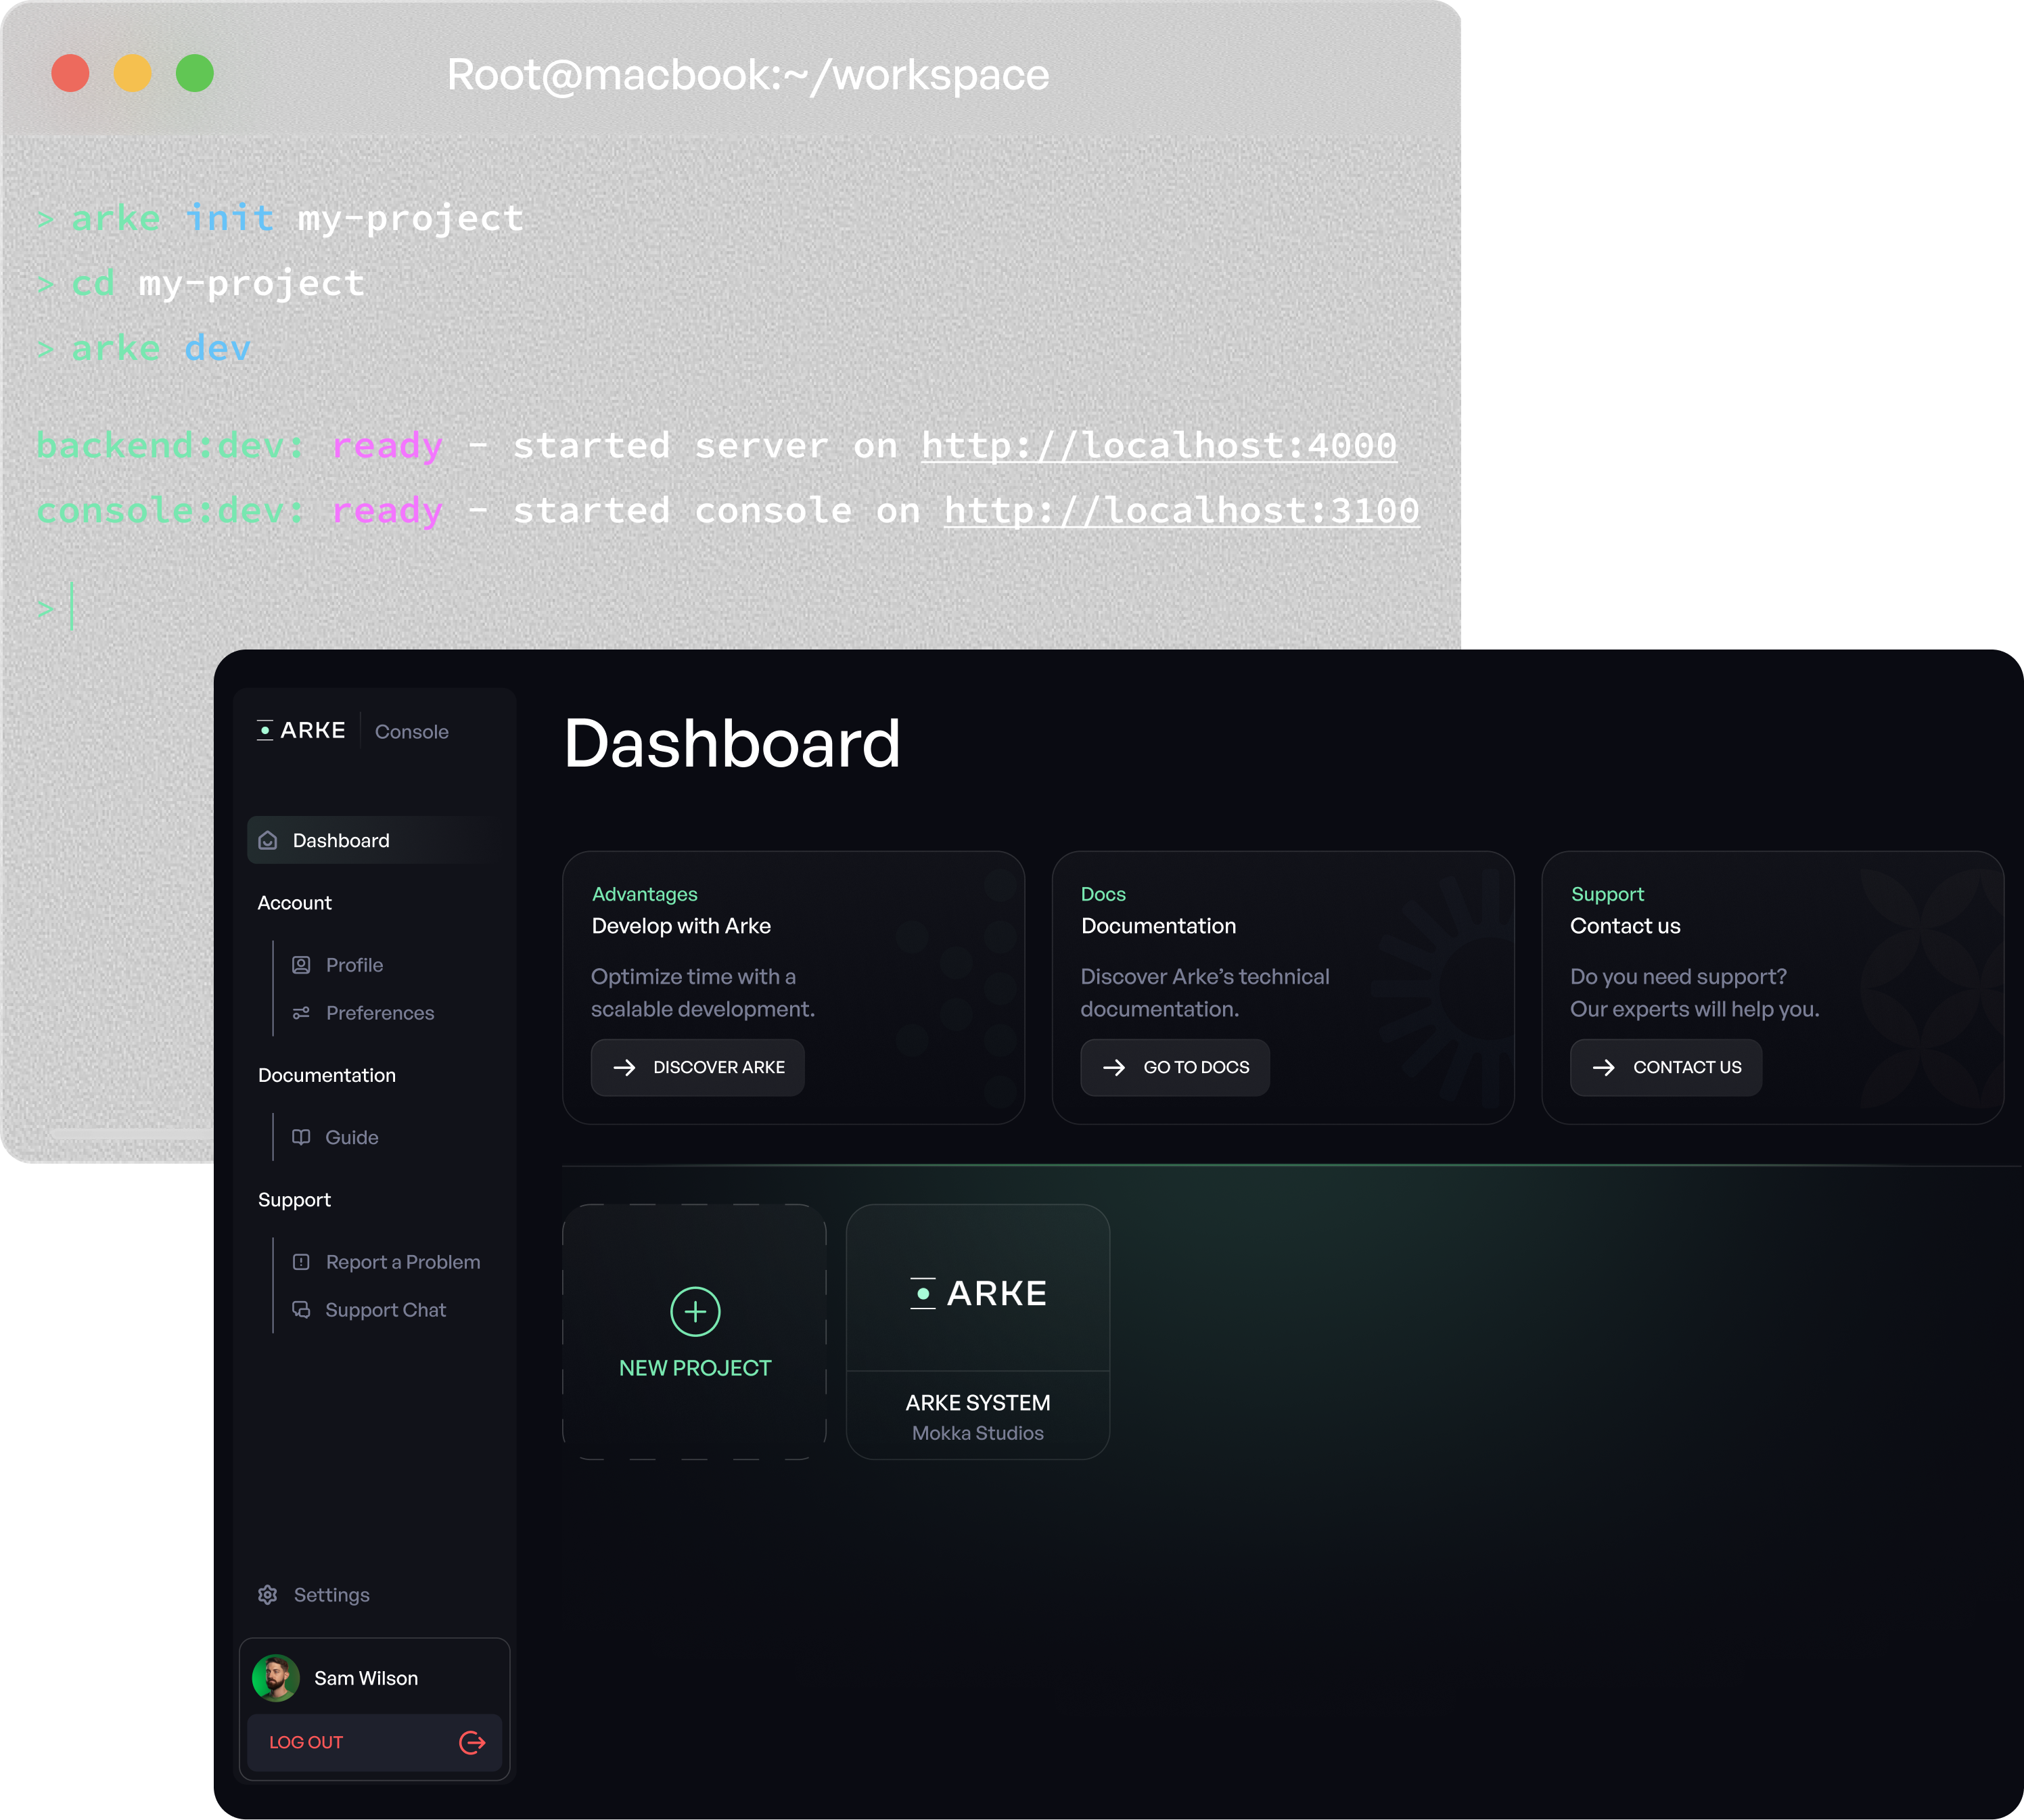 Root@macbook:~/workspace
> arke init my-project
> cd my-project
> arke dev
backend:dev: ready - started server on http://localhost:4000
console:dev: ready - started console on http://localhost:3100
>
ARKE Console
Dashboard
Account
Profile
Preferences
Documentation
Guide
Support
Report a Problem
Support Chat
Settings
Sam Wilson
LOG OUT
Dashboard
Advantages
Develop with Arke
Optimize time with a
scalable development.
DISCOVER ARKE
Docs
Documentation
Discover Arke’s technical
documentation.
GO TO DOCS
Support
Contact us
Do you need support?
Our experts will help you.
CONTACT US
NEW PROJECT
ARKE
ARKE SYSTEM
Mokka Studios